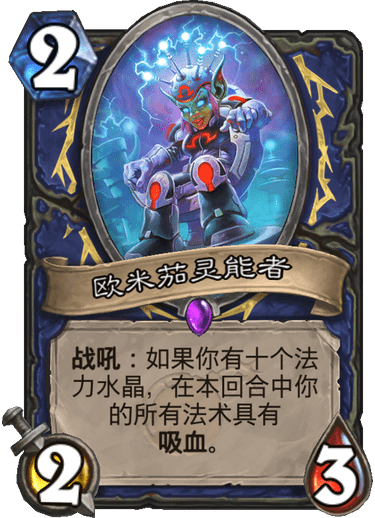 2
欧米茄灵能者
战吼：如果你有十个法
力水晶，在本回合中你
的所有法术具有
吸血。
2
3